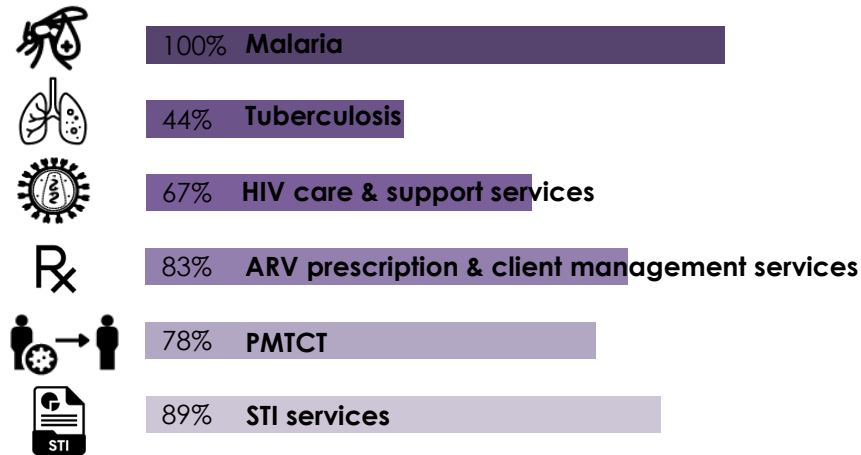 100% Malaria
44% Tuberculosis
67% HIV care & support services
Rx
83% ARV prescription & client management services
78% PMTCT
89% STI services
STI